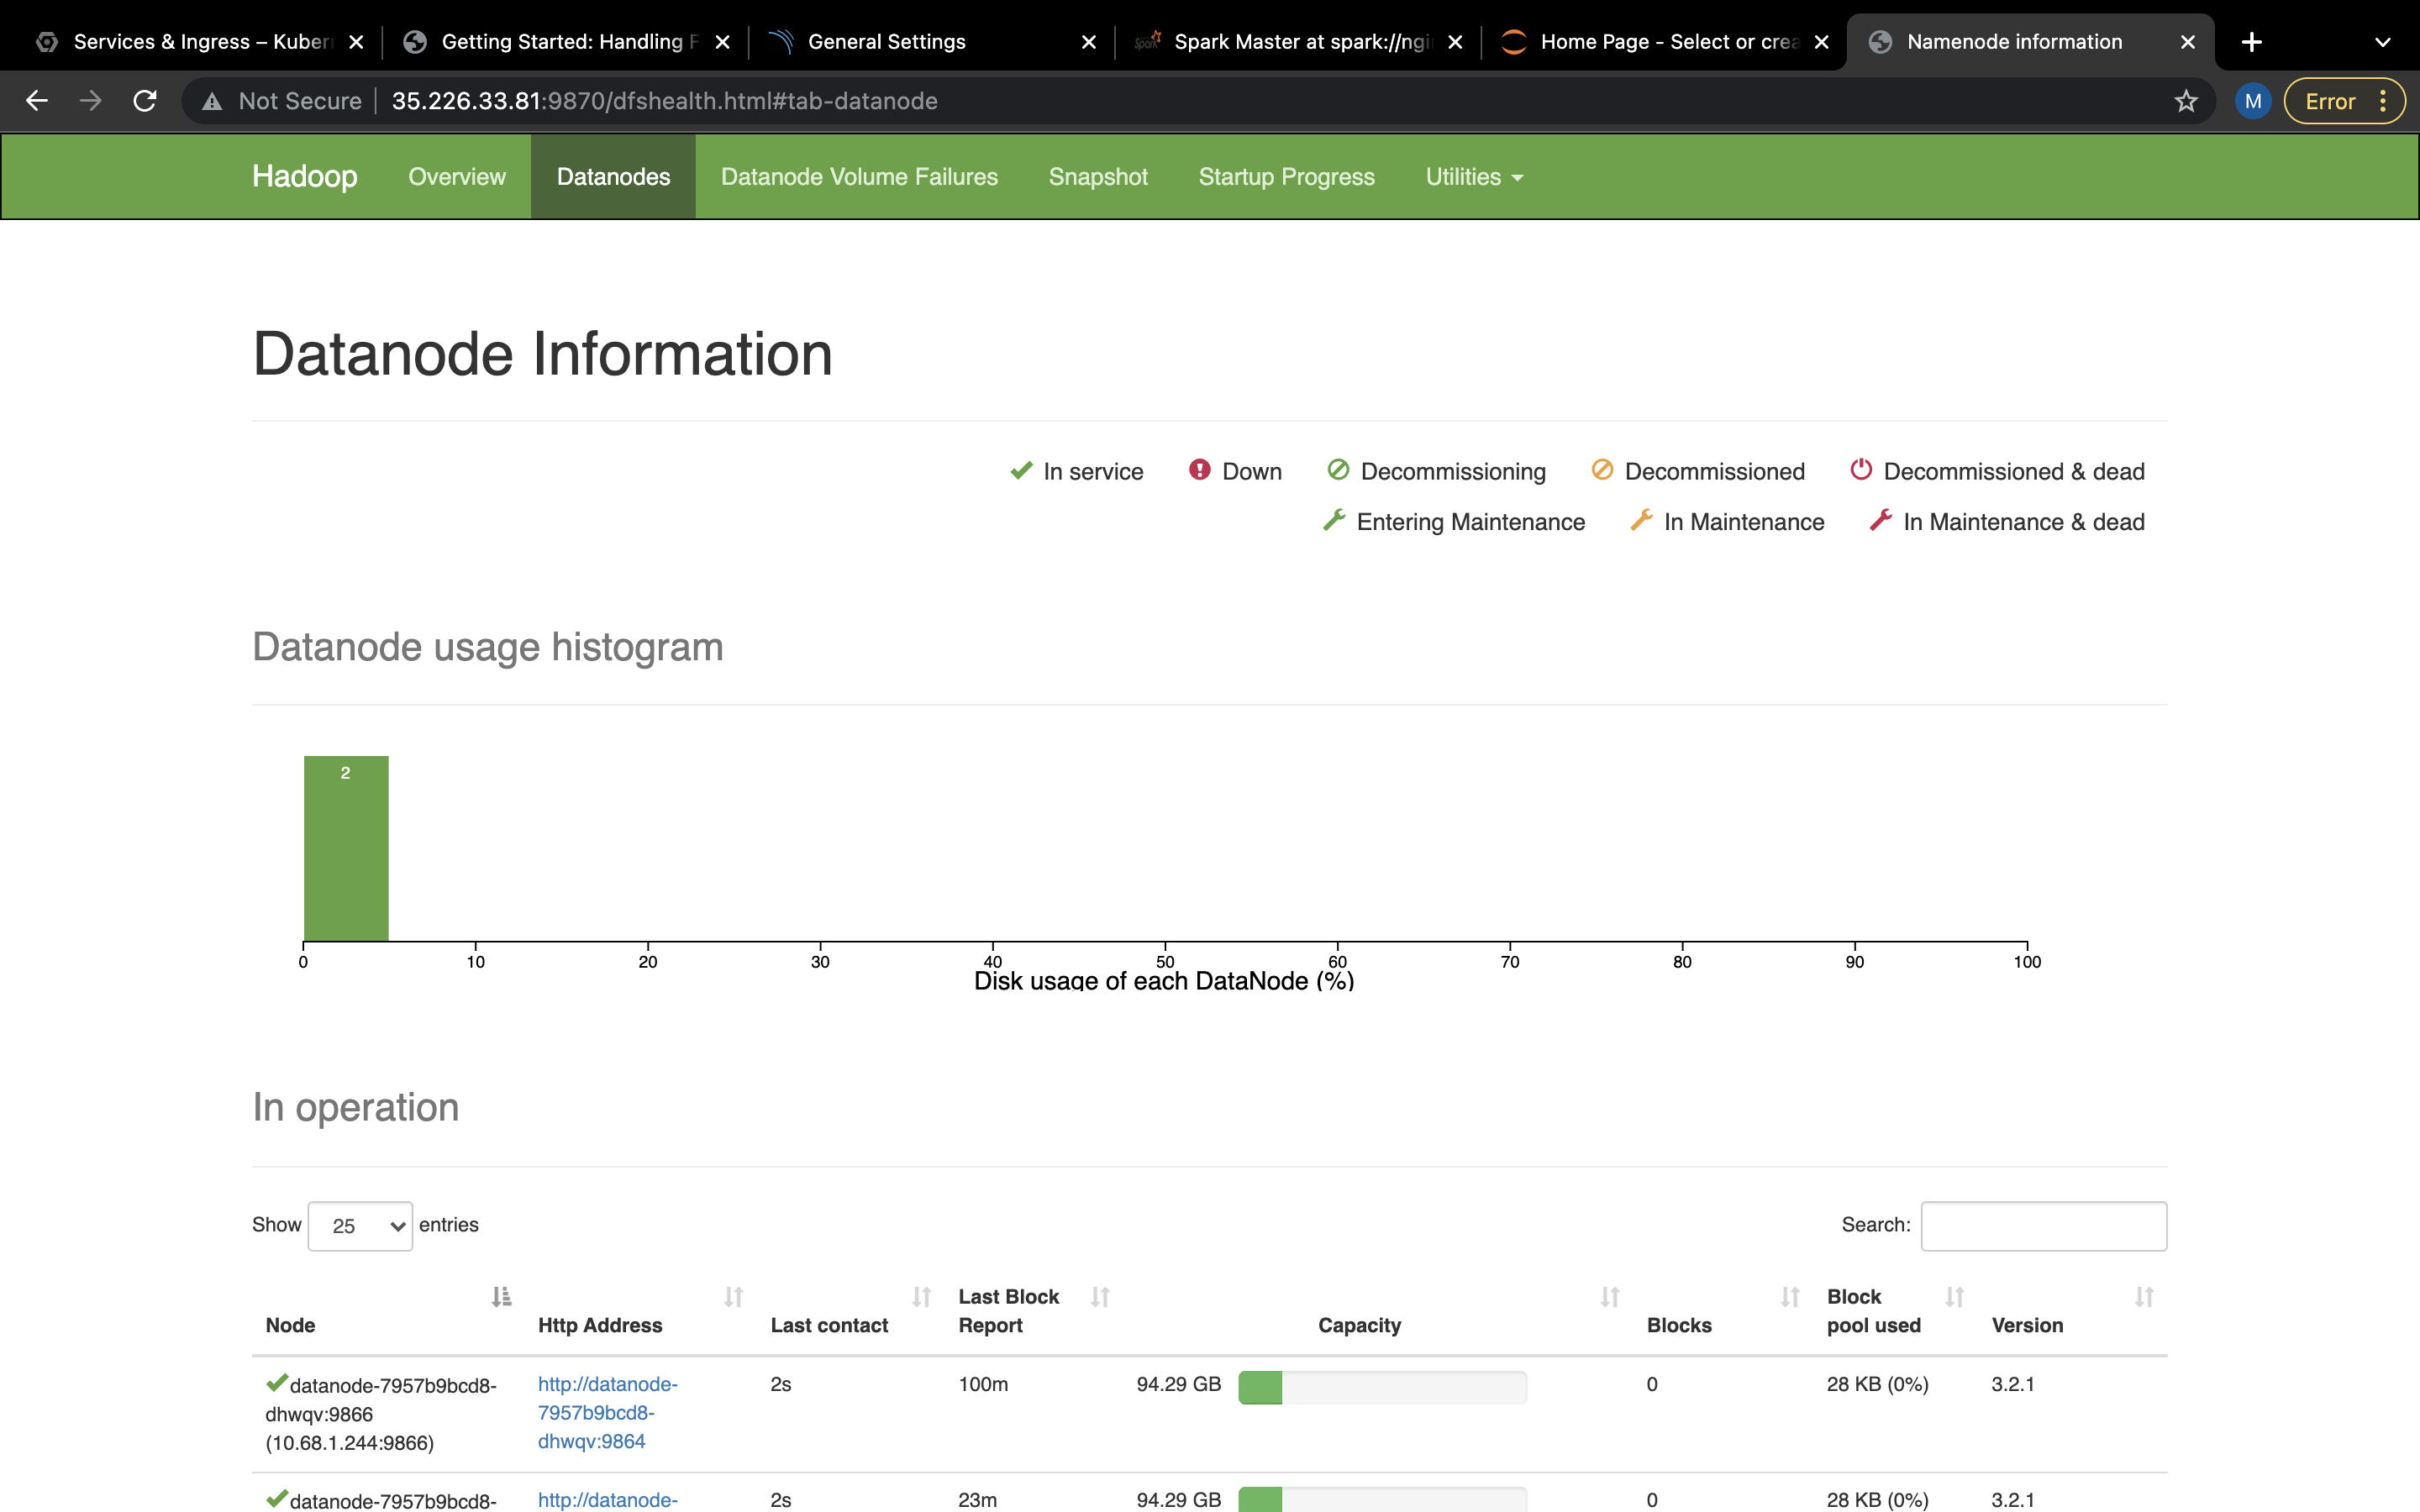 Services & Ingress – Kuber
Getting Started: Handling F
General Settings
Spark Master at spark://ngi
Home Page - Select or crea
Namenode information
Not Secure
35.226.33.81:9870/dfshealth.html#tab-datanode
M
Error
Hadoop
Overview
Datanodes
Datanode Volume Failures
Snapshot
Startup Progress
Utilities
Datanode Information
In service
Down
Decommissioning
Decommissioned
Decommissioned & dead
Entering Maintenance
In Maintenance
In Maintenance & dead
Datanode usage histogram
2
0 10 20 30 40 50 60 70 80 90 100
Disk usage of each DataNode (%)
In operation
Show 25 entries
Search:
Node
Http Address
Last contact
Last Block
Report
Capacity
Blocks
Block
pool used
Version
datanode-7957b9bcd8-
dhwqv:9866
(10.68.1.244:9866)
http://datanode-
7957b9bcd8-
dhwqv:9864
2s
100m
94.29 GB
0
28 KB (0%)
3.2.1
datanode-7957b9bcd8-
http://datanode-
2s
23m
94.29 GB
0
28 KB (0%)
3.2.1